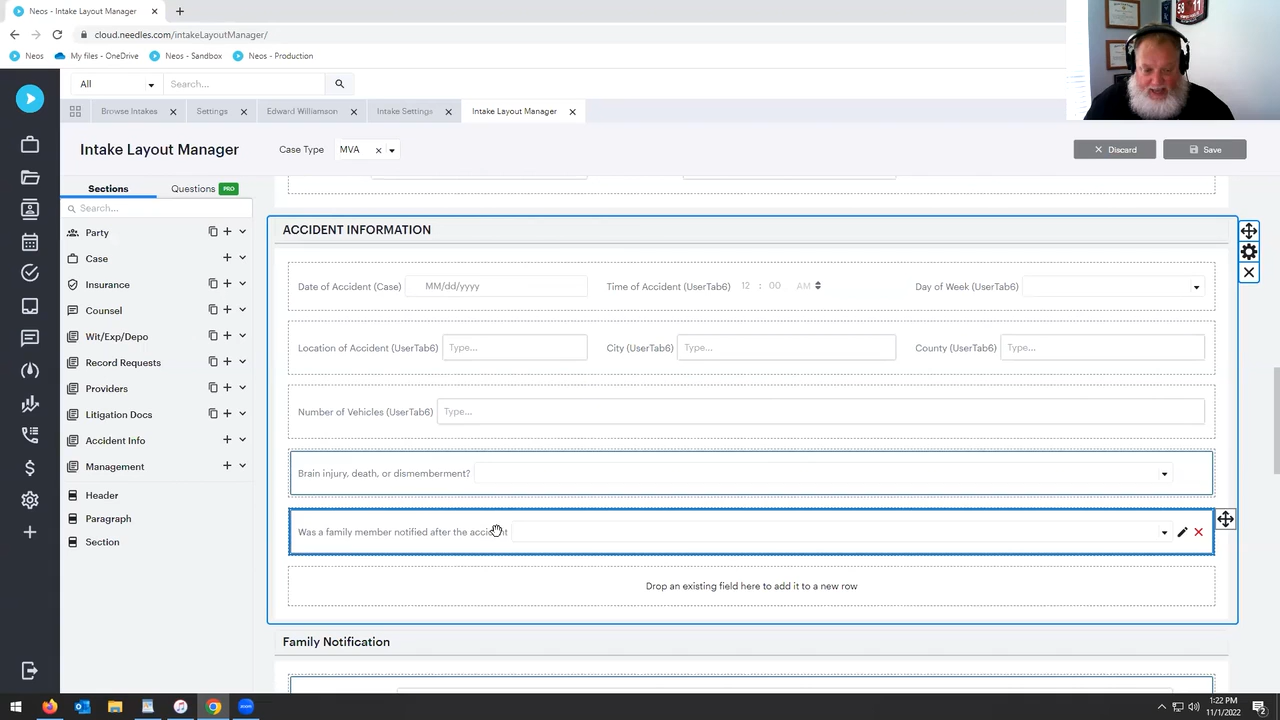 Neos - Intake Layout Manager
cloud.needles.com/intakeLayoutManager/
Neos
My files - OneDrive
Neos - Sandbox
Neos - Production
58 11
All
Search...
Browse Intakes
Settings
Edward Williamson
Intake Settings
Intake Layout Manager
Intake Layout Manager
Case Type
MVA
Discard
Save
Sections
Questions PRO
Search...
Party
Case
Insurance
Counsel
Wit/Exp/Depo
Record Requests
Providers
Litigation Docs
Accident Info
Management
Header
Paragraph
Section
ACCIDENT INFORMATION
Date of Accident (Case) MM/dd/yyyy Time of Accident (UserTab6) 12 : 00 AM Day of Week (UserTab6)
Location of Accident (UserTab6) Type... City (UserTab6) Type... County (UserTab6) Type...
Number of Vehicles (UserTab6) Type...
Brain injury, death, or dismemberment?
Was a family member notified after the accident
Drop an existing field here to add it to a new row
Family Notification
1:22 PM
11/1/2022
2